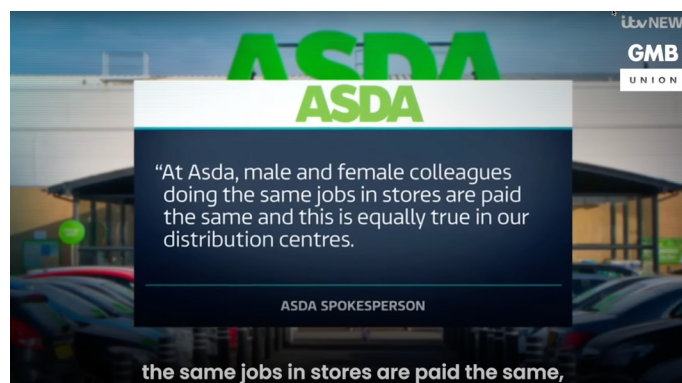 itv NEW
GMB
UNION
ASDA
ASDA
“At Asda, male and female colleagues
doing the same jobs in stores are paid
the same and this is equally true in our
distribution centres.
ASDA SPOKESPERSON
the same jobs in stores are paid the same,